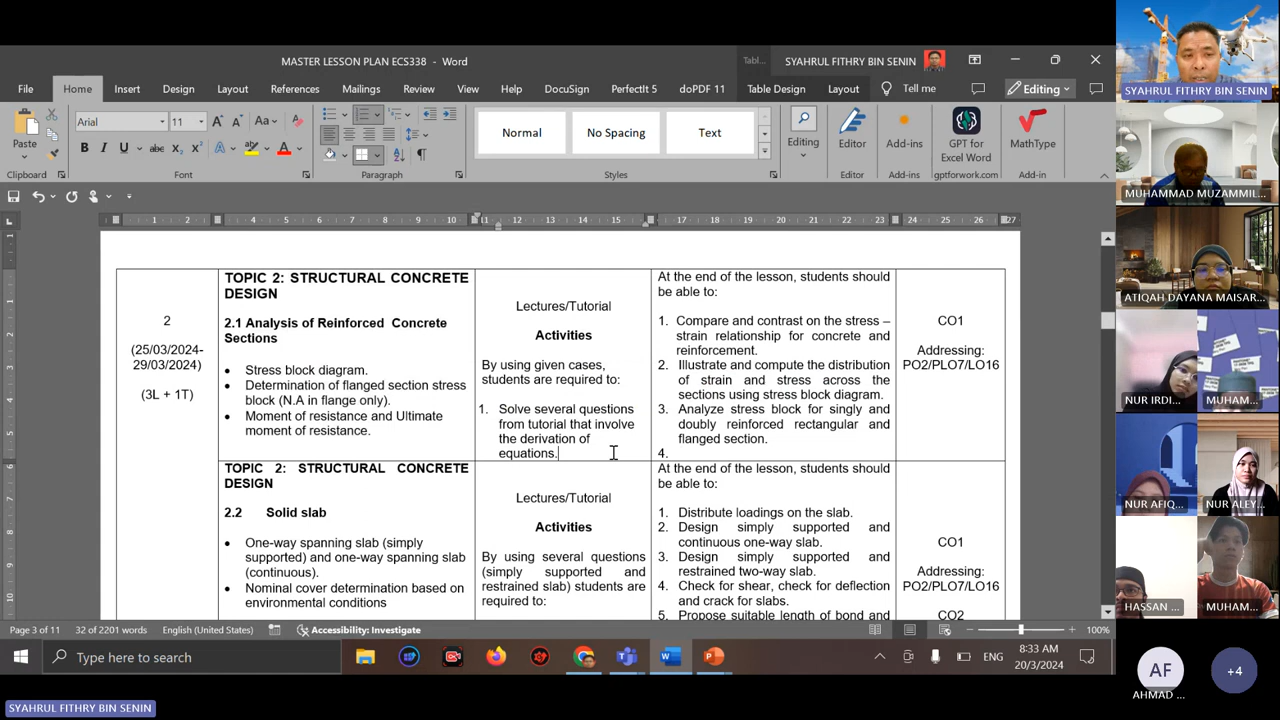 MASTER LESSON PLAN ECS338 - Word
Tabl...
SYAHRUL FITHRY BIN SENIN
File Home Insert Design Layout References Mailings Review View Help DocuSign PerfectIt 5 doPDF 11 Table Design Layout Tell me Editing
Paste
Arial 11
Normal
No Spacing
Text
Editing
Editor
Add-ins
GPT for Excel Word
MathType
Clipboard Font Paragraph Styles Editor Add-ins gptforwork.com Add-in
2
(25/03/2024-
29/03/2024)
(3L + 1T)
TOPIC 2: STRUCTURAL CONCRETE
DESIGN
2.1 Analysis of Reinforced Concrete
Sections
• Stress block diagram.
• Determination of flanged section stress
block (N.A in flange only).
• Moment of resistance and Ultimate
moment of resistance.
Lectures/Tutorial
Activities
By using given cases,
students are required to:
1. Solve several questions
from tutorial that involve
the derivation of
equations.
At the end of the lesson, students should
be able to:
1. Compare and contrast on the stress –
strain relationship for concrete and
reinforcement.
2. Illustrate and compute the distribution
of strain and stress across the
sections using stress block diagram.
3. Analyze stress block for singly and
doubly reinforced rectangular and
flanged section.
4.
CO1
Addressing:
PO2/PLO7/LO16
TOPIC 2: STRUCTURAL CONCRETE
DESIGN
2.2 Solid slab
• One-way spanning slab (simply
supported) and one-way spanning slab
(continuous).
• Nominal cover determination based on
environmental conditions
Lectures/Tutorial
Activities
By using several questions
(simply supported and
restrained slab) students are
required to:
At the end of the lesson, students should
be able to:
1. Distribute loadings on the slab.
2. Design simply supported and
continuous one-way slab.
3. Design simply supported and
restrained two-way slab.
4. Check for shear, check for deflection
and crack for slabs.
5. Propose suitable length of bond and
CO1
Addressing:
PO2/PLO7/LO16
CO2
Page 3 of 11 32 of 2201 words English (United States) Accessibility: Investigate 100%
Type here to search
ENG
8:33 AM
20/3/2024
SYAHRUL FITHRY BIN SENIN
SYAHRUL FITHRY BIN SENIN
MUHAMMAD MUZAMMIL...
ATIQAH DAYANA MAISAR...
NUR IRDI...
MUHAM...
NUR AFIQ...
NUR ALEY...
HASSAN ...
MUHAM...
AF
AHMAD ...
+4